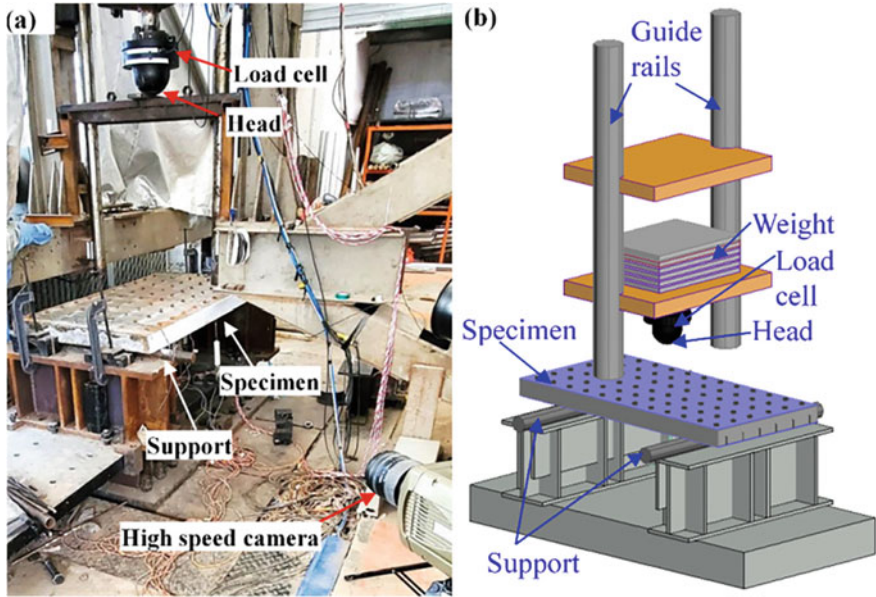 (a)
Load cell
Head
Specimen
Support
High speed camera
(b)
Guide
rails
Weight
Load
cell
Head
Specimen
Support